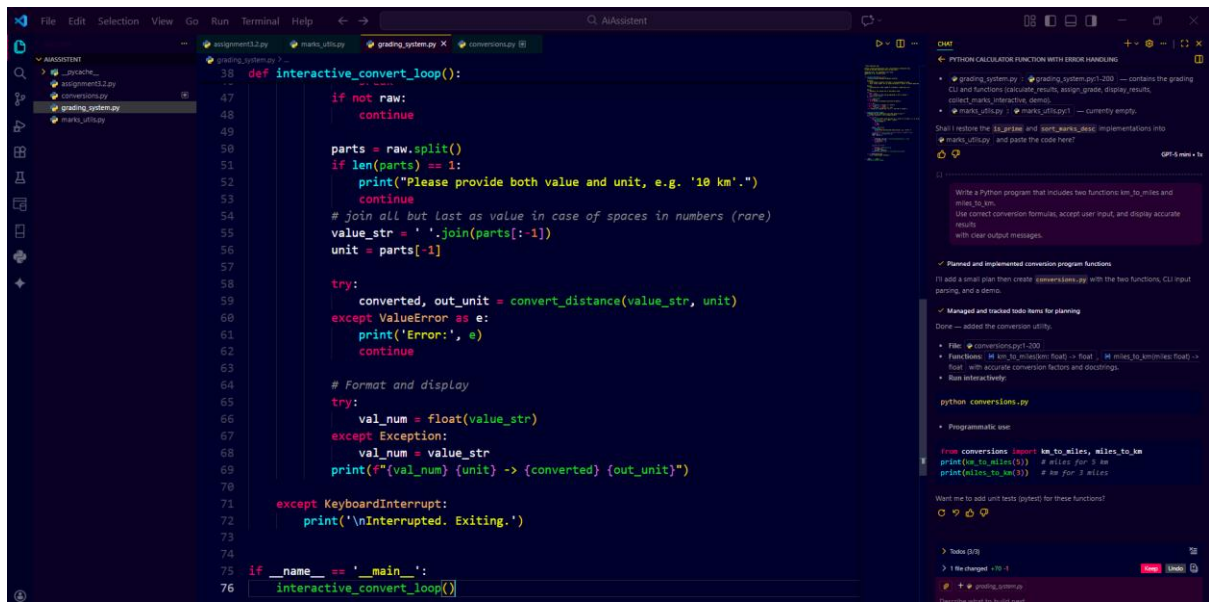 File Edit Selection View Go Run Terminal Help
AiAssistent
assignment3.2.py
marks_utils.py
grading_system.py
conversions.py
AIASSISTENT
__pycache__
assignment3.2.py
conversions.py
grading_system.py
marks_utils.py
grading_system.py > ...
38 def interactive_convert_loop():
47 if not raw:
48 continue
49
50 parts = raw.split()
51 if len(parts) == 1:
52 print("Please provide both value and unit, e.g. '10 km'.")
53 continue
54 # join all but last as value in case of spaces in numbers (rare)
55 value_str = ' '.join(parts[:-1])
56 unit = parts[-1]
57
58 try:
59 converted, out_unit = convert_distance(value_str, unit)
60 except ValueError as e:
61 print('Error:', e)
62 continue
63
64 # Format and display
65 try:
66 val_num = float(value_str)
67 except Exception:
68 val_num = value_str
69 print(f"{val_num} {unit} -> {converted} {out_unit}")
70
71 except KeyboardInterrupt:
72 print('\nInterrupted. Exiting.')
73
74
75 if __name__ == '__main__':
76 interactive_convert_loop()
CHAT
PYTHON CALCULATOR FUNCTION WITH ERROR HANDLING
grading_system.py : grading_system.py:1-200 — contains the grading
CLI and functions (calculate_results, assign_grade, display_results,
collect_marks_interactive, demo).
marks_utils.py : marks_utils.py:1 — currently empty.
Shall I restore the is_prime and sort_marks_desc implementations into
marks_utils.py and paste the code here?
GPT-5 mini • 1x
Write a Python program that includes two functions: km_to_miles and
miles_to_km.
Use correct conversion formulas, accept user input, and display accurate
results
with clear output messages.
Planned and implemented conversion program functions
I'll add a small plan then create conversions.py with the two functions, CLI input
parsing, and a demo.
Managed and tracked todo items for planning
Done — added the conversion utility.
File: conversions.py:1-200
Functions: km_to_miles(km: float) -> float , miles_to_km(miles: float) ->
float with accurate conversion factors and docstrings.
Run interactively:
python conversions.py
Programmatic use:
from conversions import km_to_miles, miles_to_km
print(km_to_miles(5)) # miles for 5 km
print(miles_to_km(3)) # km for 3 miles
Want me to add unit tests (pytest) for these functions?
Todos (3/3)
1 file changed +70 -1
Keep Undo
grading_system.py
Describe what to build next